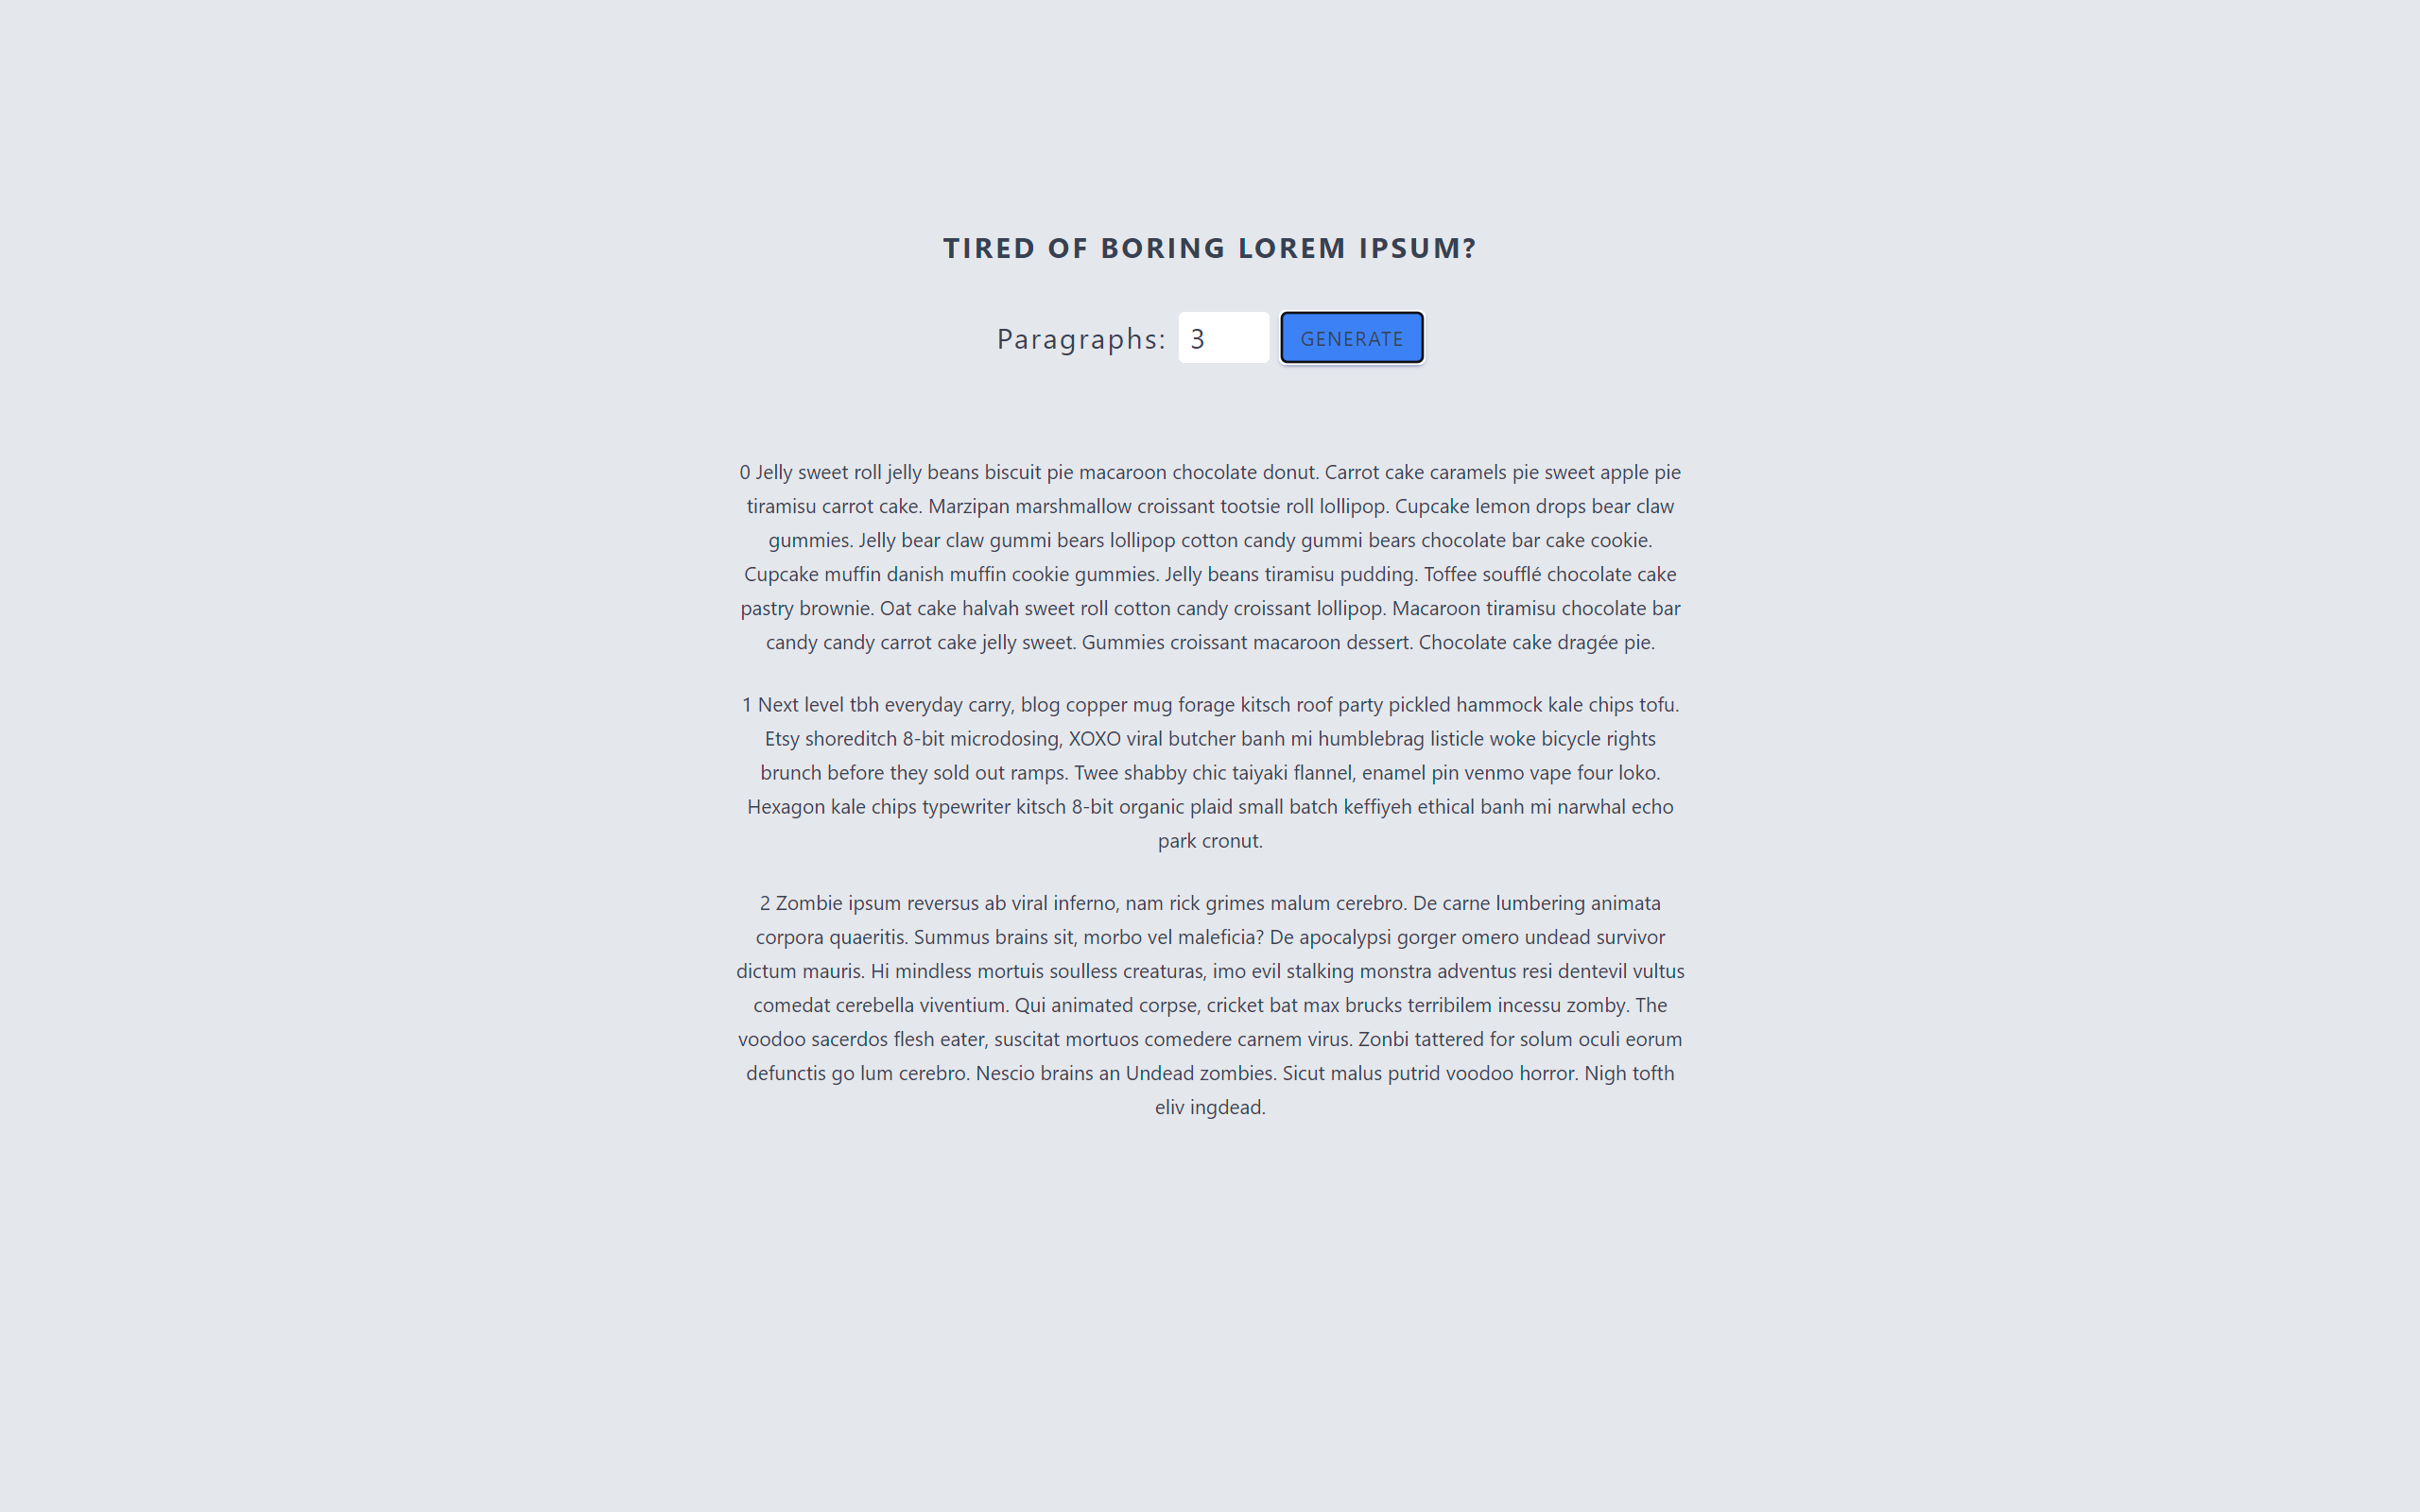 TIRED OF BORING LOREM IPSUM?
Paragraphs: 3 GENERATE
0 Jelly sweet roll jelly beans biscuit pie macaroon chocolate donut. Carrot cake caramels pie sweet apple pie
tiramisu carrot cake. Marzipan marshmallow croissant tootsie roll lollipop. Cupcake lemon drops bear claw
gummies. Jelly bear claw gummi bears lollipop cotton candy gummi bears chocolate bar cake cookie.
Cupcake muffin danish muffin cookie gummies. Jelly beans tiramisu pudding. Toffee soufflé chocolate cake
pastry brownie. Oat cake halvah sweet roll cotton candy croissant lollipop. Macaroon tiramisu chocolate bar
candy candy carrot cake jelly sweet. Gummies croissant macaroon dessert. Chocolate cake dragée pie.
1 Next level tbh everyday carry, blog copper mug forage kitsch roof party pickled hammock kale chips tofu.
Etsy shoreditch 8-bit microdosing, XOXO viral butcher banh mi humblebrag listicle woke bicycle rights
brunch before they sold out ramps. Twee shabby chic taiyaki flannel, enamel pin venmo vape four loko.
Hexagon kale chips typewriter kitsch 8-bit organic plaid small batch keffiyeh ethical banh mi narwhal echo
park cronut.
2 Zombie ipsum reversus ab viral inferno, nam rick grimes malum cerebro. De carne lumbering animata
corpora quaeritis. Summus brains sit, morbo vel maleficia? De apocalypsi gorger omero undead survivor
dictum mauris. Hi mindless mortuis soulless creaturas, imo evil stalking monstra adventus resi dentevil vultus
comedat cerebella viventium. Qui animated corpse, cricket bat max brucks terribilem incessu zomby. The
voodoo sacerdos flesh eater, suscitat mortuos comedere carnem virus. Zonbi tattered for solum oculi eorum
defunctis go lum cerebro. Nescio brains an Undead zombies. Sicut malus putrid voodoo horror. Nigh tofth
eliv ingdead.